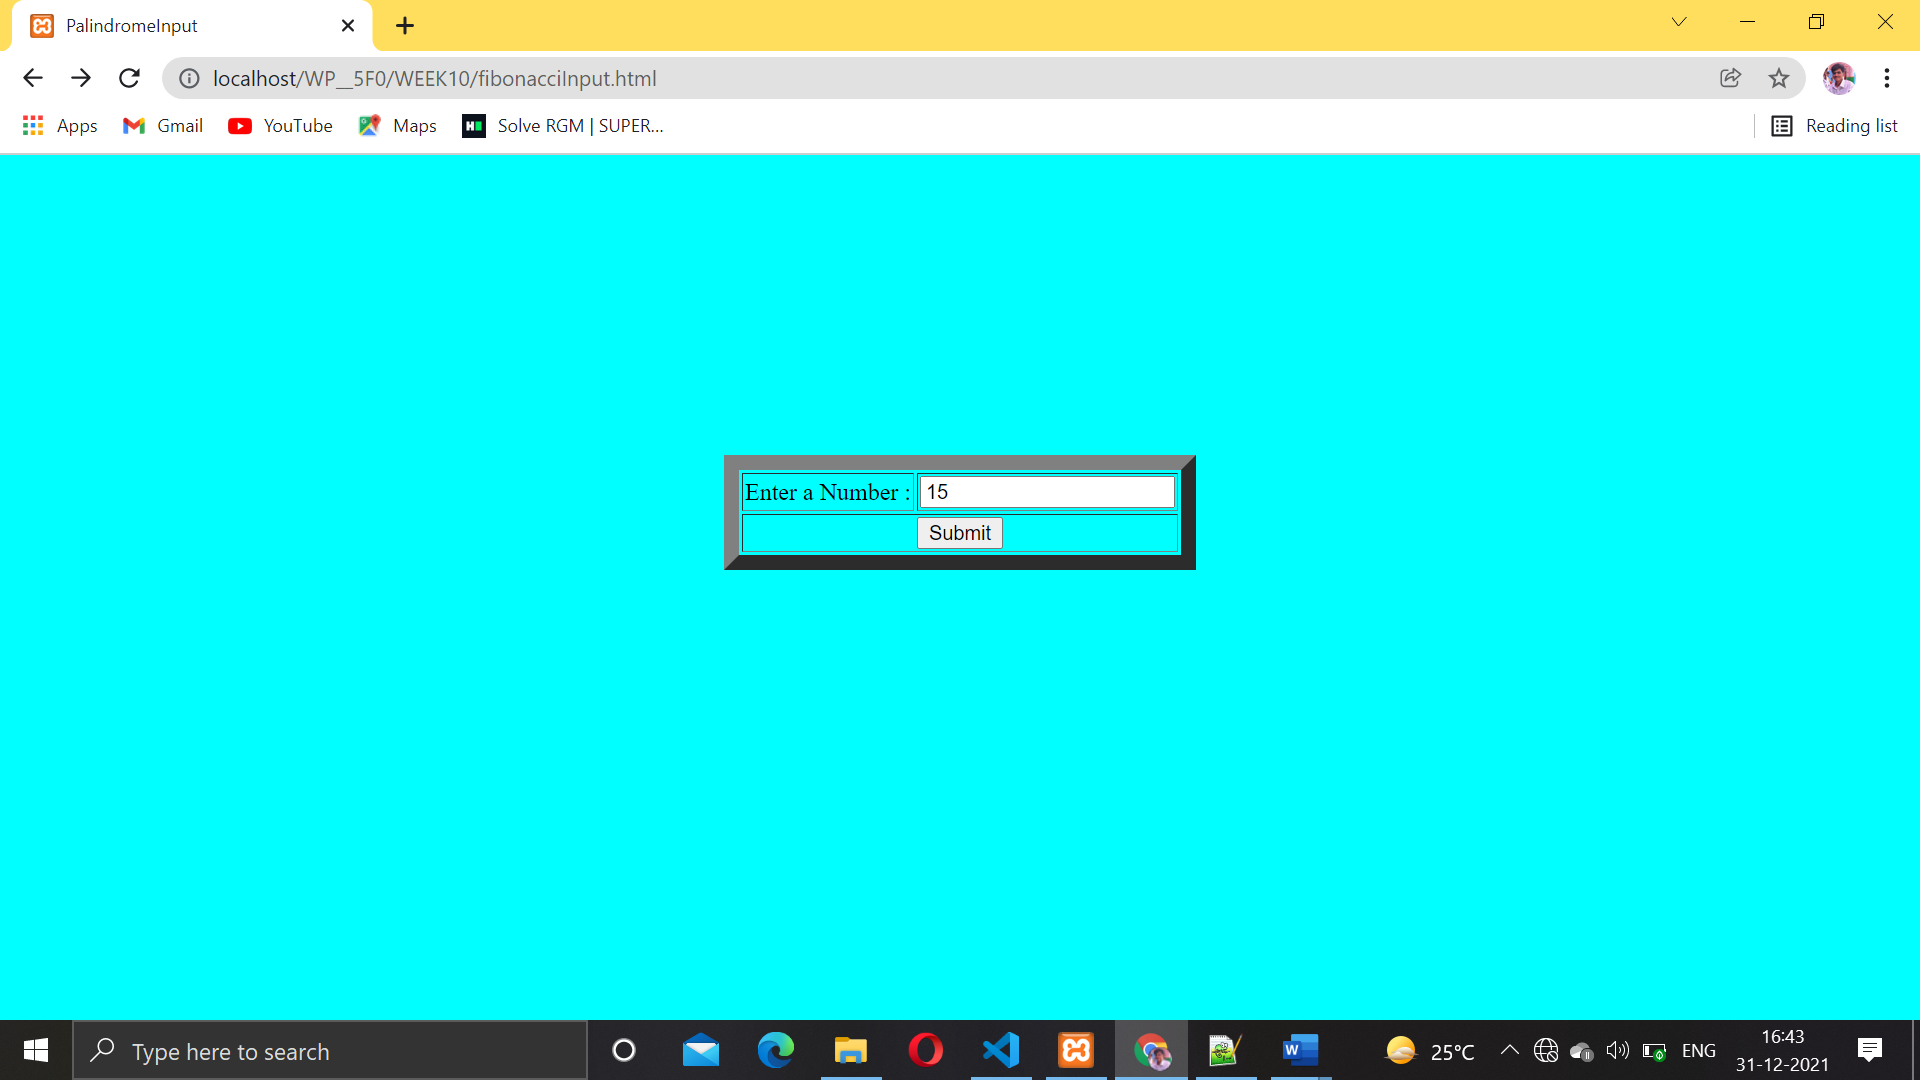 PalindromeInput
localhost/WP__5F0/WEEK10/fibonacciInput.html
Apps Gmail YouTube Maps Solve RGM | SUPER... Reading list
Enter a Number : 15
Submit
Type here to search 25°C ENG 16:43
31-12-2021